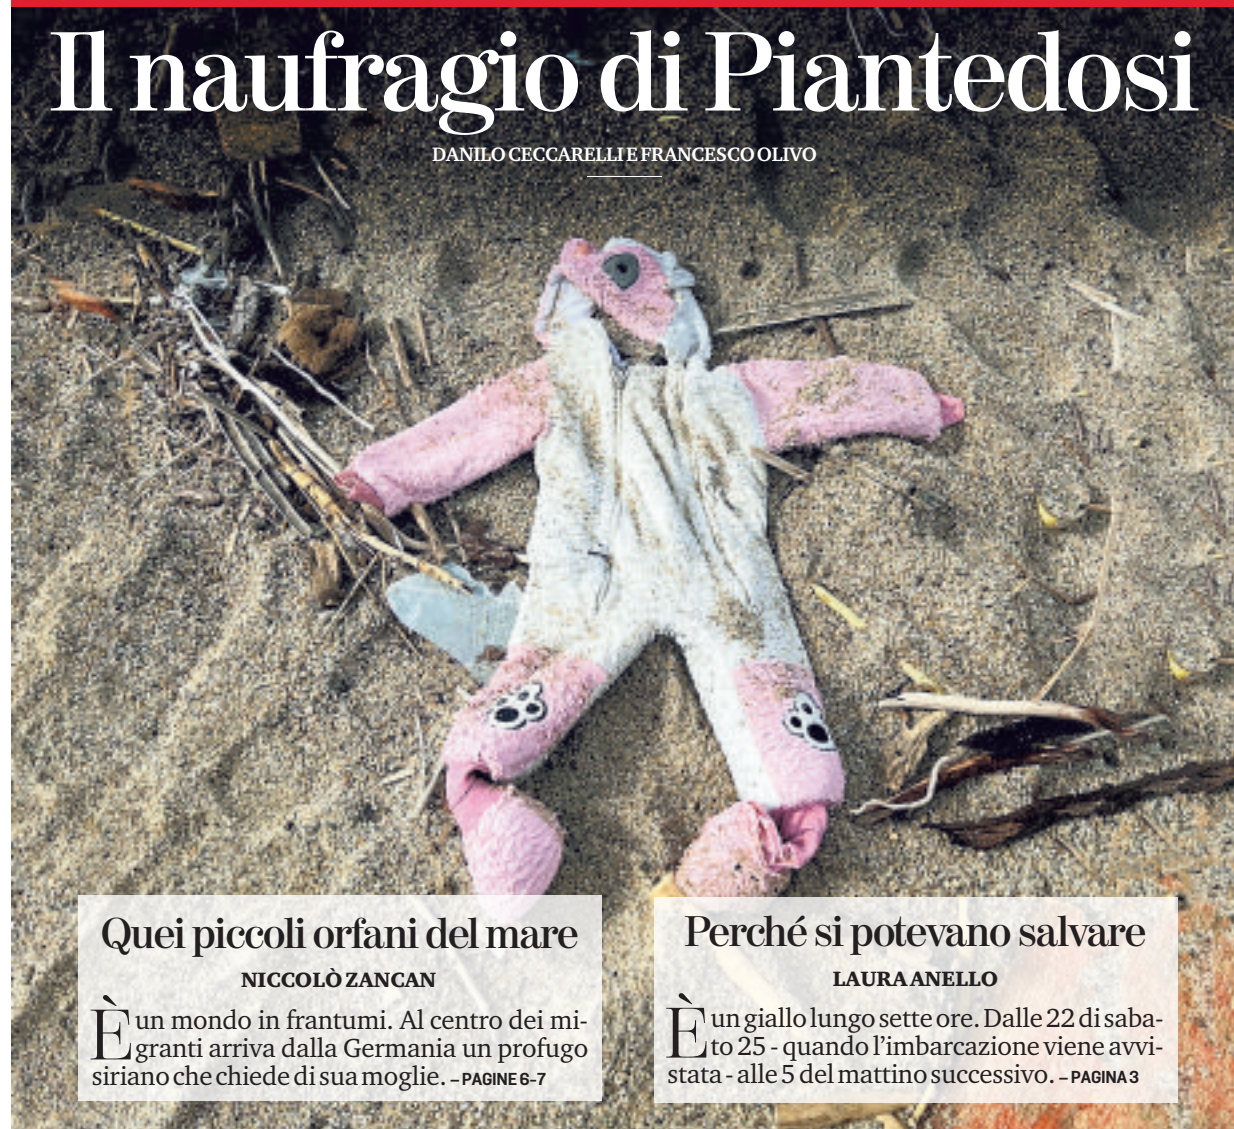 Il naufragio di Piantedosi
DANILO CECCARELLI E FRANCESCO OLIVO
Quei piccoli orfani del mare
NICCOLÒ ZANCAN
È un mondo in frantumi. Al centro dei mi-
granti arriva dalla Germania un profugo
siriano che chiede di sua moglie. – PAGINE 6-7
Perché si potevano salvare
LAURA ANELLO
È un giallo lungo sette ore. Dalle 22 di saba-
to 25 - quando l'imbarcazione viene avvi-
stata - alle 5 del mattino successivo. – PAGINA 3